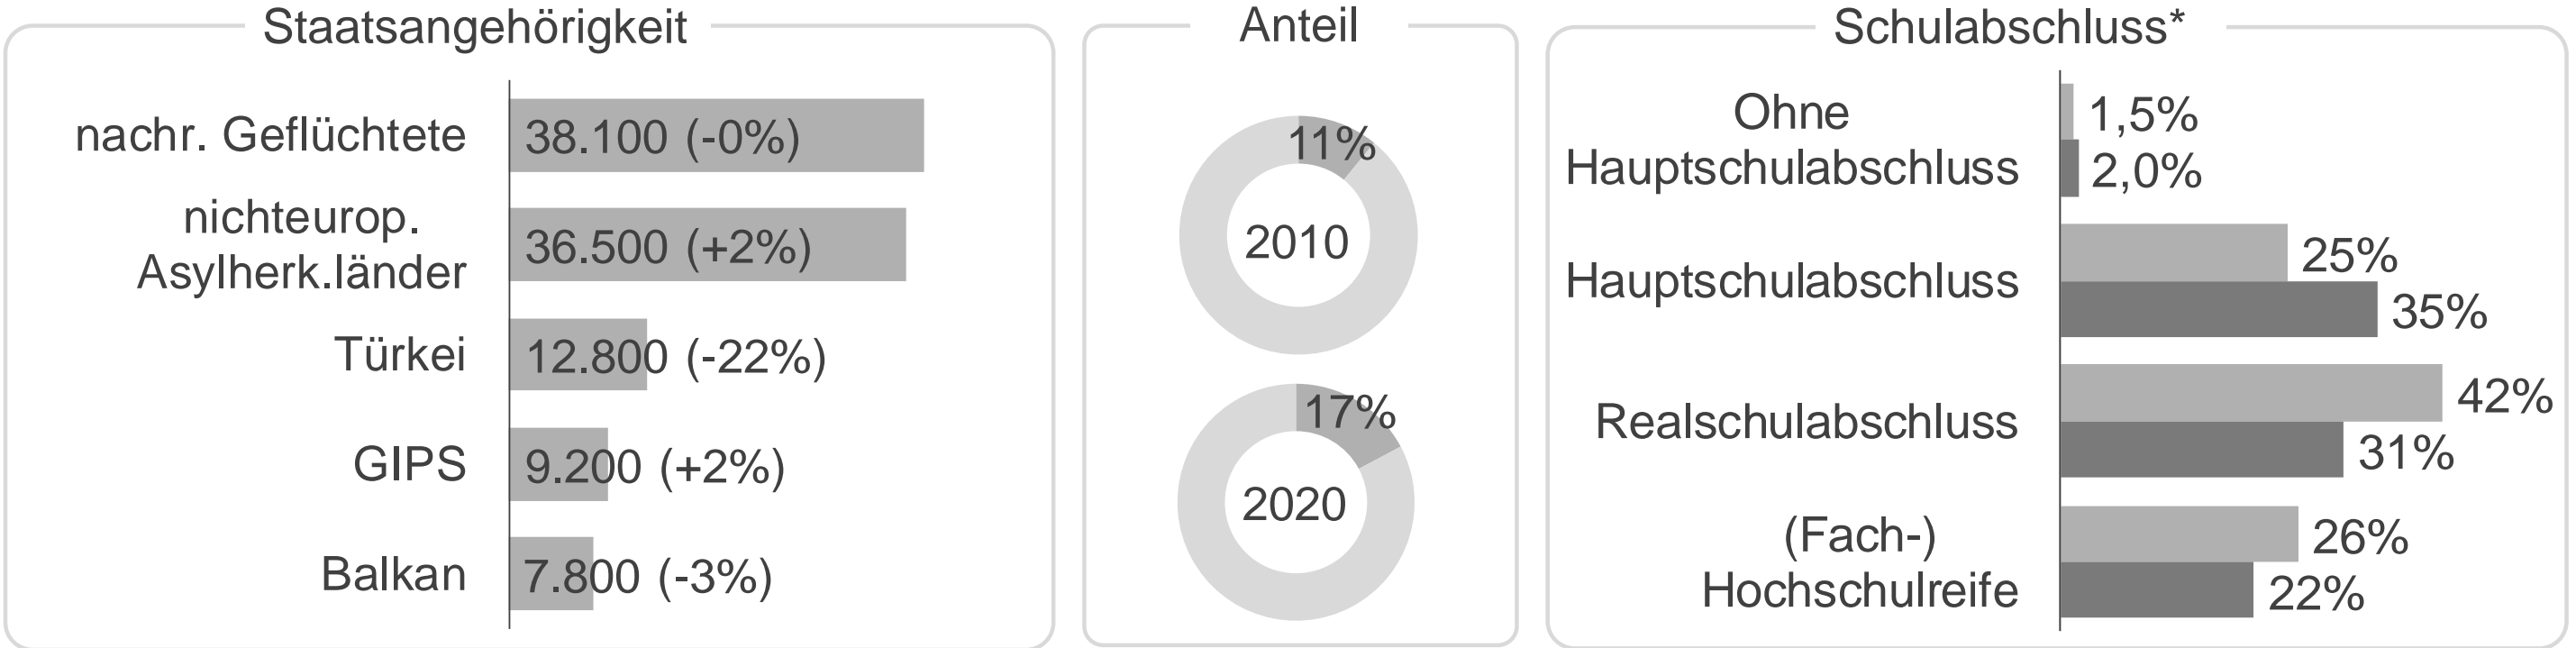 Staatsangehörigkeit
nachr. Geflüchtete
38.100 (-0%)
nichteurop.
Asylherk.länder
36.500 (+2%)
Türkei
12.800 (-22%)
GIPS
9.200 (+2%)
Balkan
7.800 (-3%)
Anteil
11%
2010
17%
2020
Schulabschluss*
Ohne
Hauptschulabschluss
1,5%
2,0%
Hauptschulabschluss
25%
35%
Realschulabschluss
42%
31%
(Fach-)
Hochschulreife
26%
22%